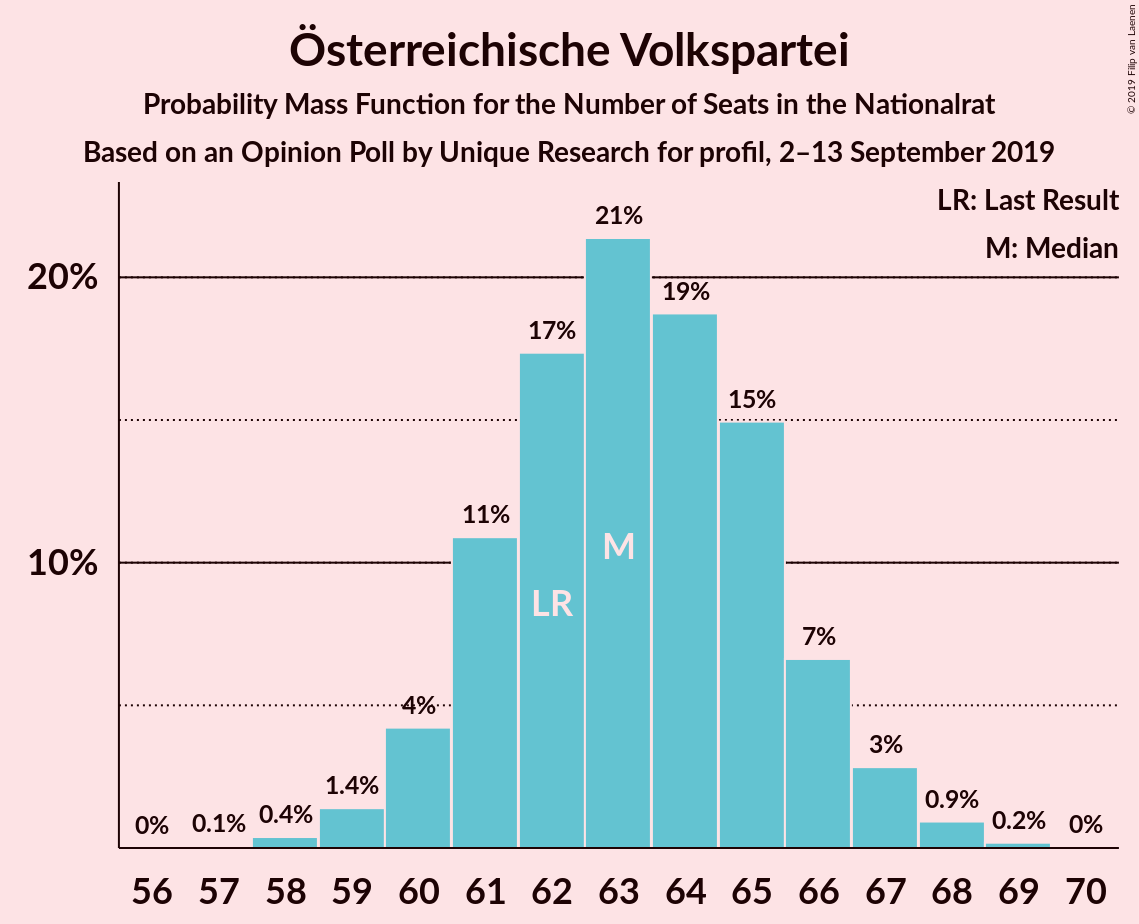 Österreichische Volkspartei
Probability Mass Function for the Number of Seats in the Nationalrat
Based on an Opinion Poll by Unique Research for profil, 2–13 September 2019
© 2019 Filip van Laenen
LR: Last Result
M: Median
20%
10%
0%
0.1%
0.4%
1.4%
4%
11%
17%
21%
19%
15%
7%
3%
0.9%
0.2%
0%
LR
M
56 57 58 59 60 61 62 63 64 65 66 67 68 69 70